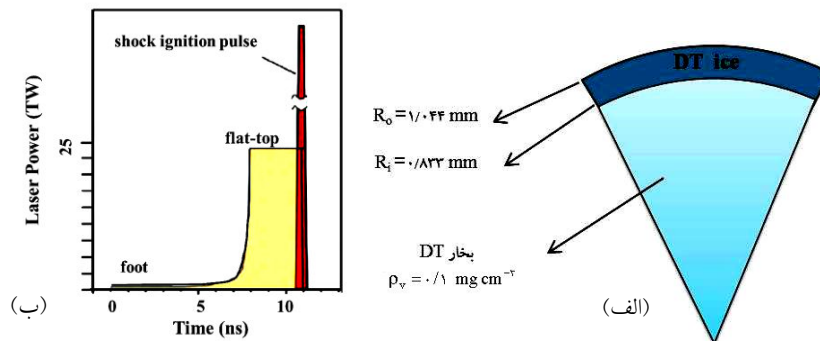 shock ignition pulse
flat-top
foot
Laser Power (TW)
25
0
5
10
Time (ns)
(ب)
DT ice
R₀ = ۱/۰۴۴ mm
Rᵢ = ۰/۸۳۳ mm
بخار DT
ρᵥ = ۰/۱ mg cm⁻³
(الف)